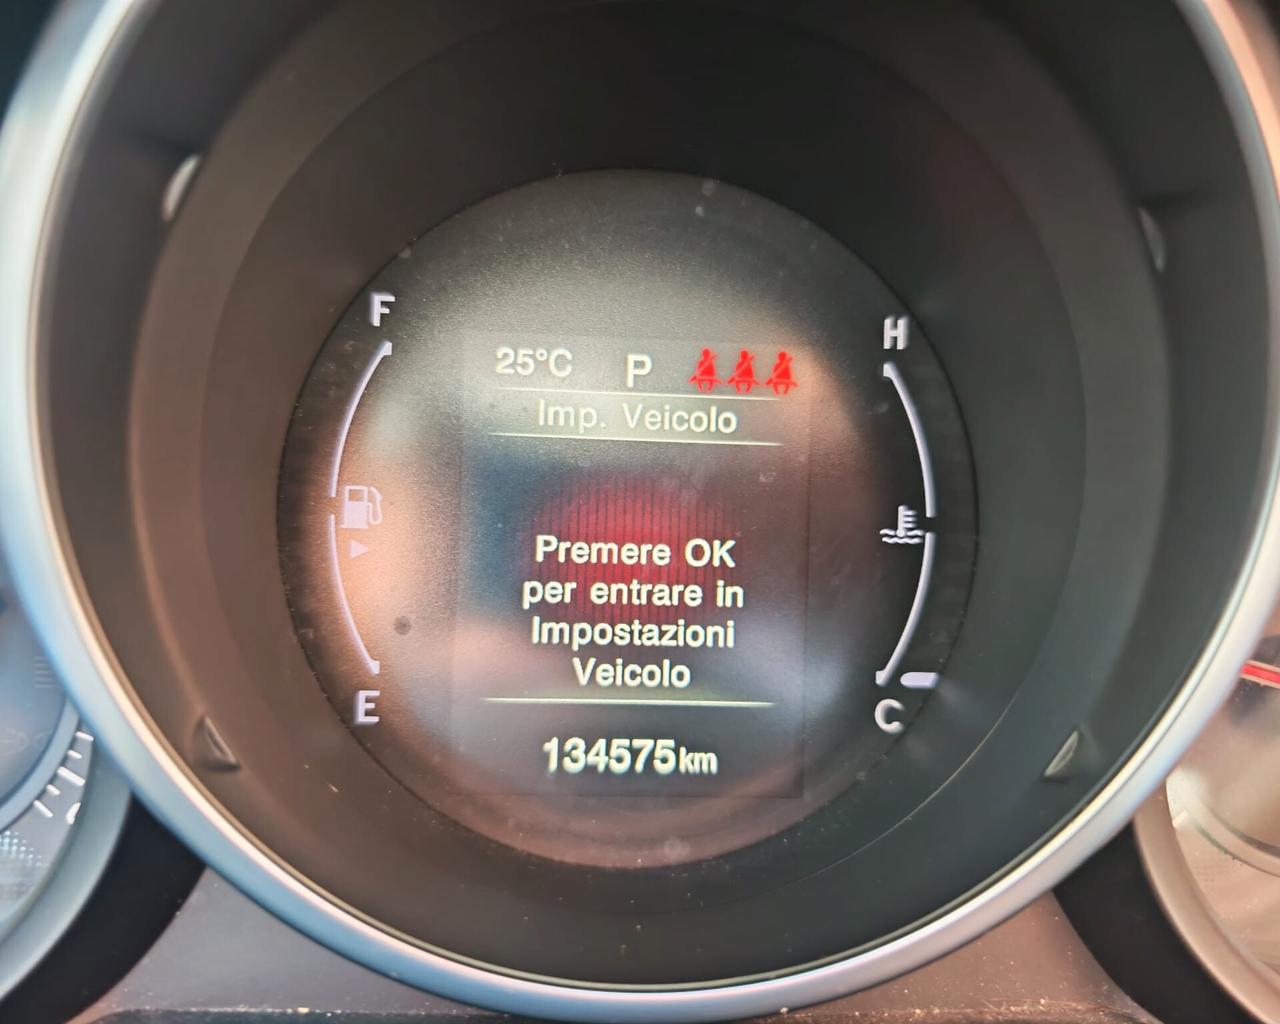 F
H
25°C P
Imp. Veicolo
Premere OK
per entrare in
Impostazioni
Veicolo
E
C
134575km